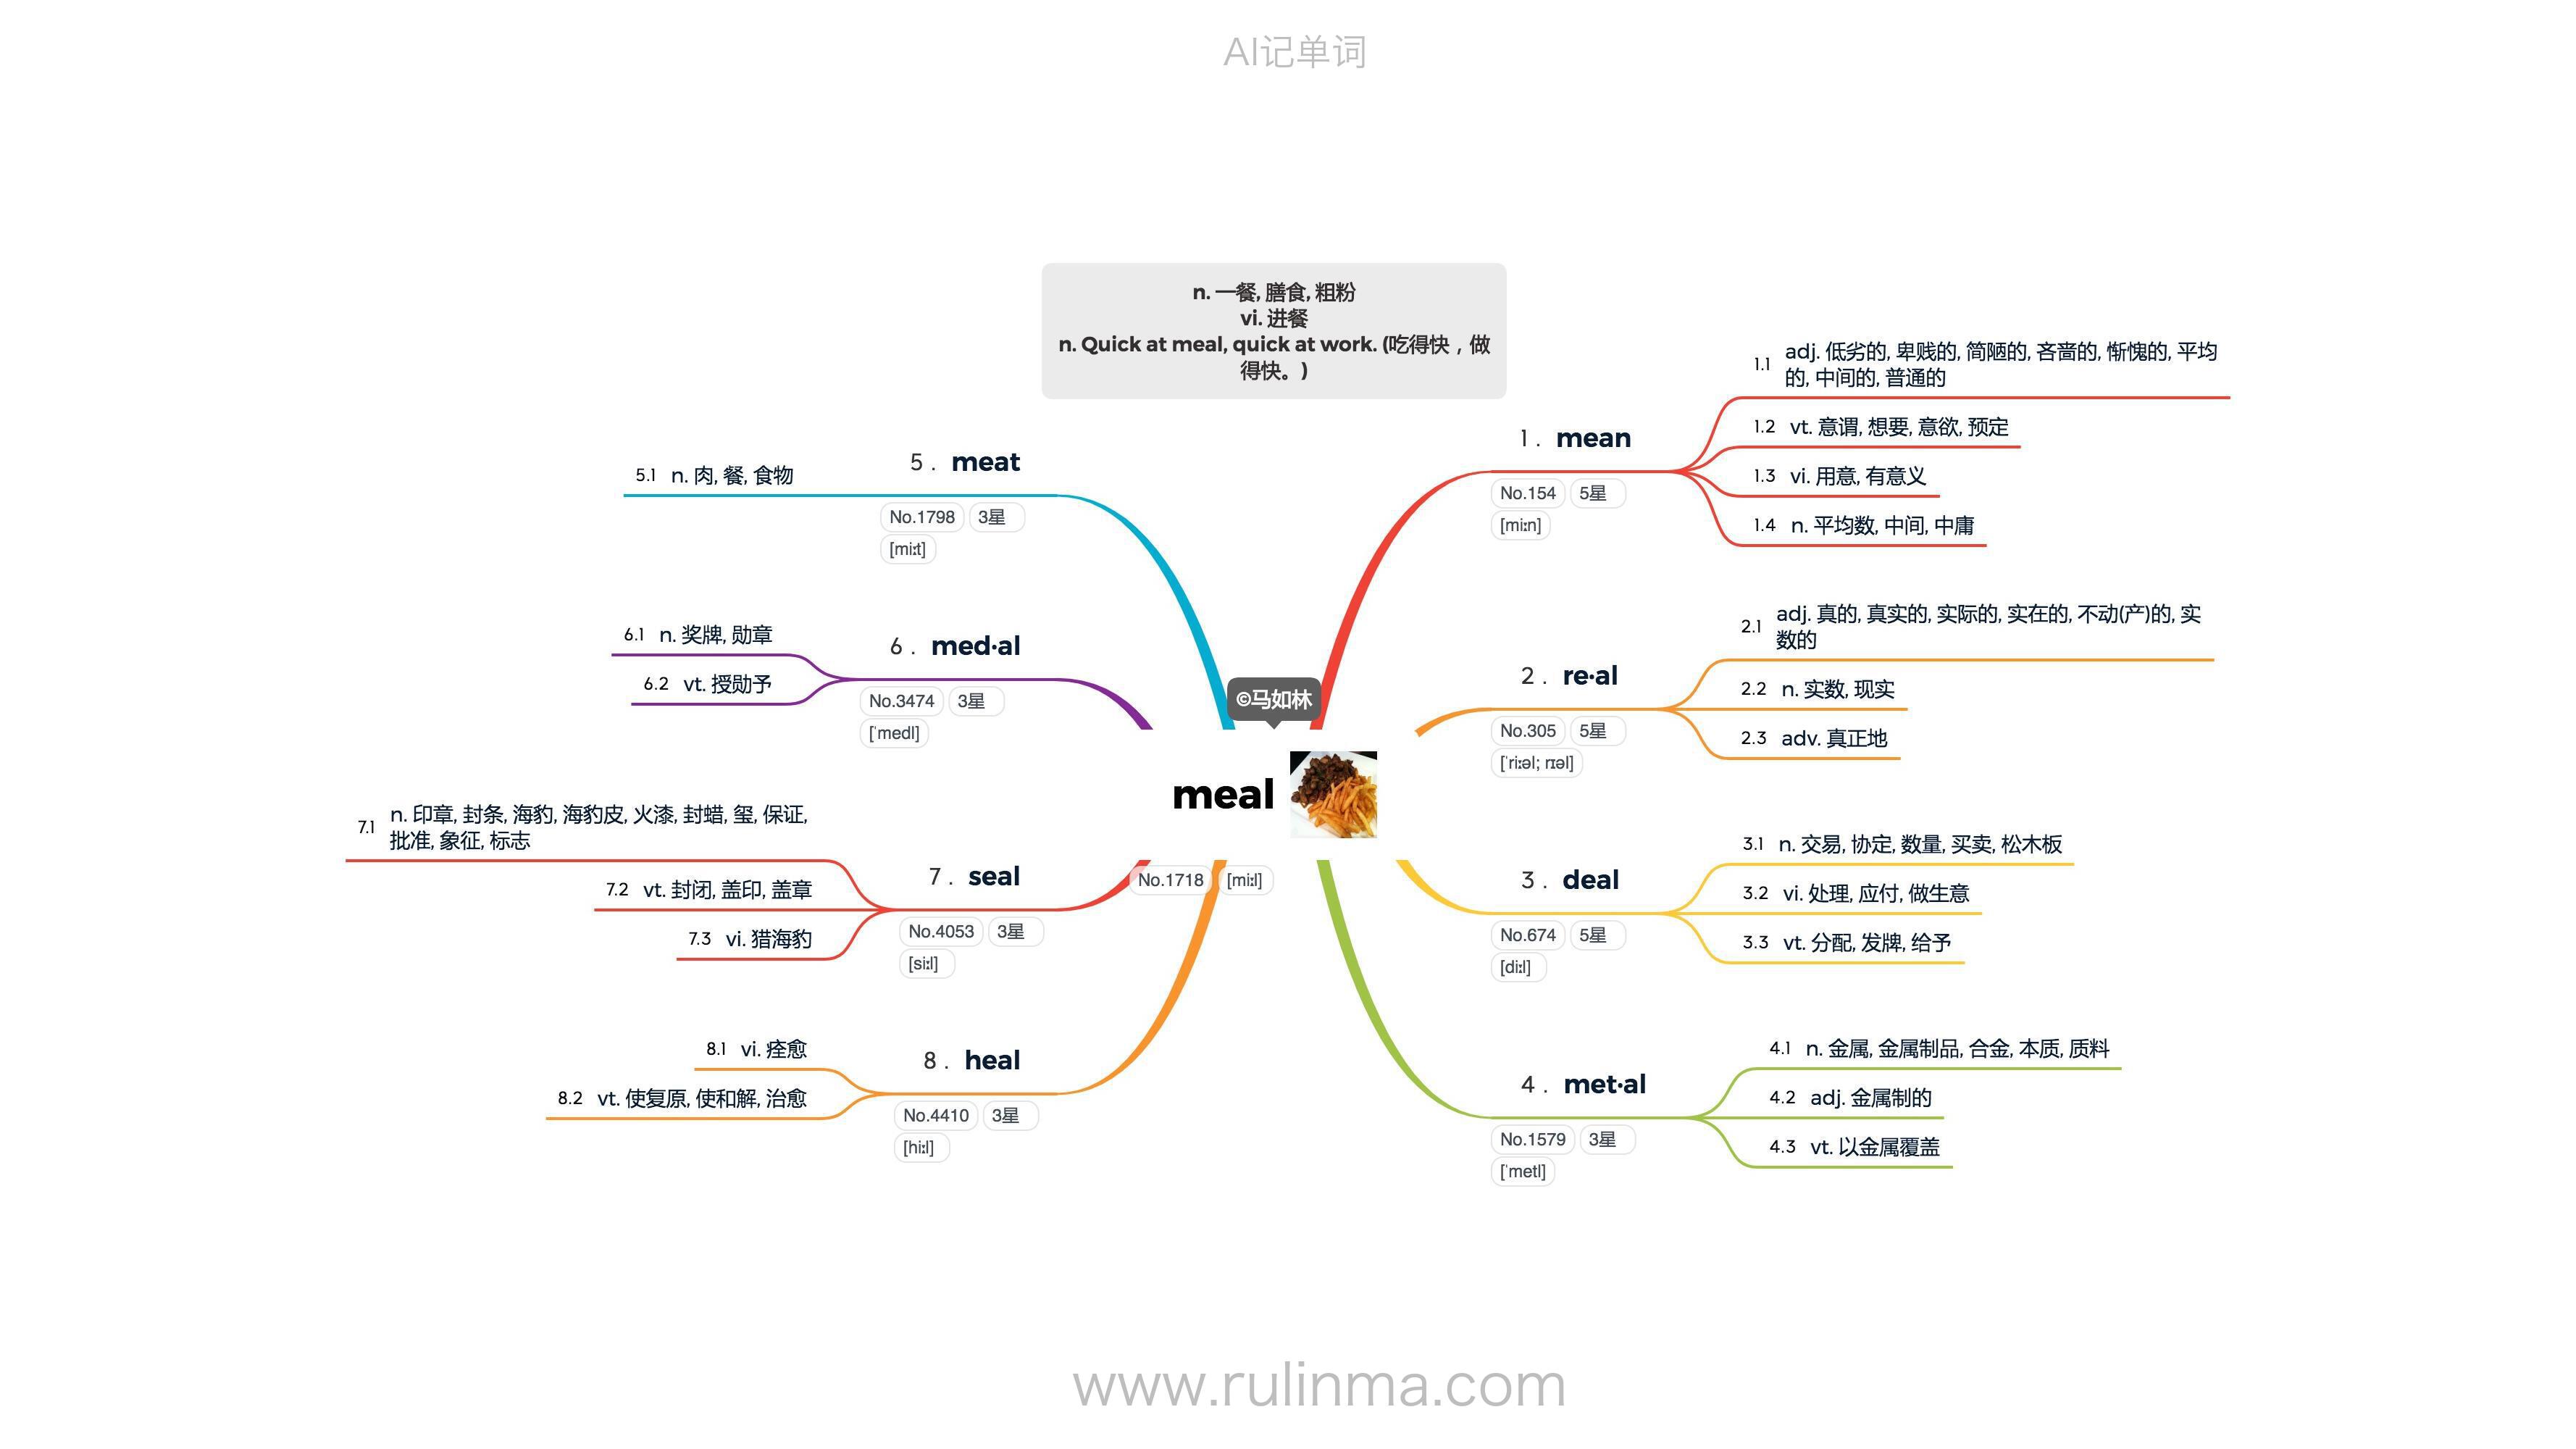 AI记单词
n. 一餐, 膳食, 粗粉
vi. 进餐
n. Quick at meal, quick at work. (吃得快，做
得快。)
©马如林
meal
No.1718 [miːl]
1. mean
No.154 5星
[miːn]
1.1 adj. 低劣的, 卑贱的, 简陋的, 吝啬的, 惭愧的, 平均
的, 中间的, 普通的
1.2 vt. 意谓, 想要, 意欲, 预定
1.3 vi. 用意, 有意义
1.4 n. 平均数, 中间, 中庸
2. re·al
No.305 5星
[ˈriːəl; rɪəl]
2.1 adj. 真的, 真实的, 实际的, 实在的, 不动(产)的, 实
数的
2.2 n. 实数, 现实
2.3 adv. 真正地
3. deal
No.674 5星
[diːl]
3.1 n. 交易, 协定, 数量, 买卖, 松木板
3.2 vi. 处理, 应付, 做生意
3.3 vt. 分配, 发牌, 给予
4. met·al
No.1579 3星
[ˈmetl]
4.1 n. 金属, 金属制品, 合金, 本质, 质料
4.2 adj. 金属制的
4.3 vt. 以金属覆盖
5. meat
No.1798 3星
[miːt]
5.1 n. 肉, 餐, 食物
6. med·al
No.3474 3星
[ˈmedl]
6.1 n. 奖牌, 勋章
6.2 vt. 授勋予
7. seal
No.4053 3星
[siːl]
7.1 n. 印章, 封条, 海豹, 海豹皮, 火漆, 封蜡, 玺, 保证,
批准, 象征, 标志
7.2 vt. 封闭, 盖印, 盖章
7.3 vi. 猎海豹
8. heal
No.4410 3星
[hiːl]
8.1 vi. 痊愈
8.2 vt. 使复原, 使和解, 治愈
www.rulinma.com